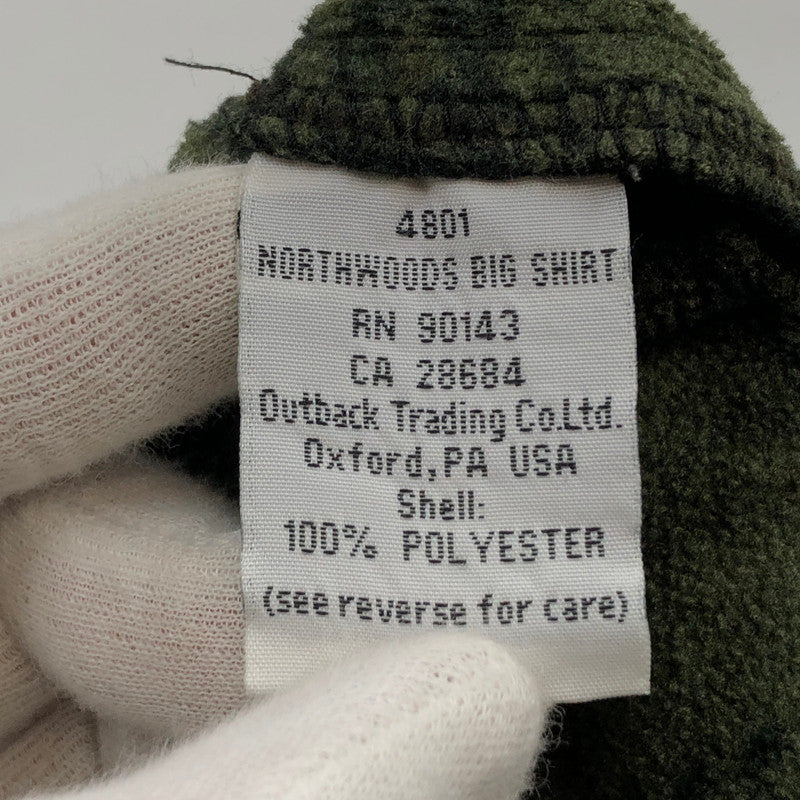 4801
NORTHWOODS BIG SHIRT
RN 90143
CA 28684
Outback Trading Co.Ltd.
Oxford,PA USA
Shell:
100% POLYESTER
(see reverse for care)